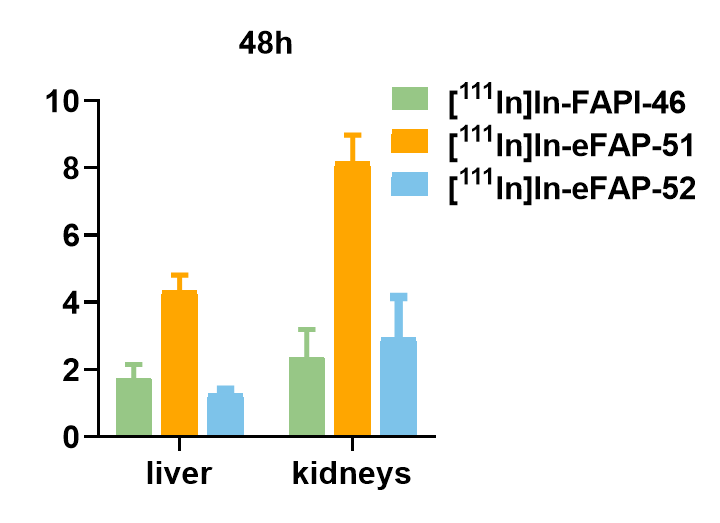 48h
[¹¹¹In]In-FAPI-46
[¹¹¹In]In-eFAP-51
[¹¹¹In]In-eFAP-52
10
8
6
4
2
0
liver kidneys